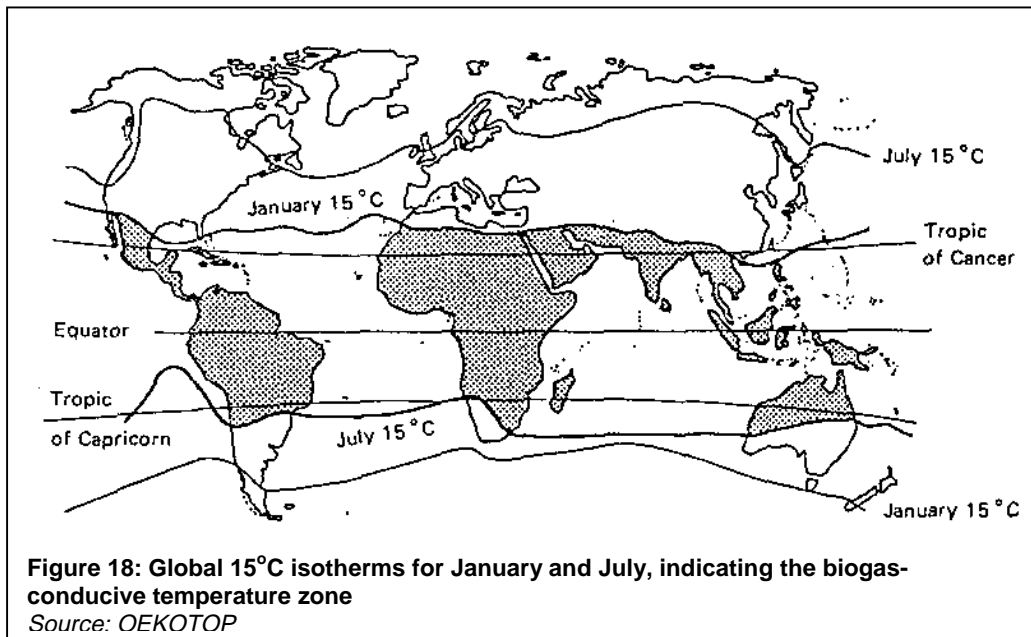 July 15°C
January 15°C
Tropic
of Cancer
Equator
Tropic
of Capricorn
July 15°C
January 15°C
Figure 18: Global 15°C isotherms for January and July, indicating the biogas-
conducive temperature zone
Source: OEKOTOP